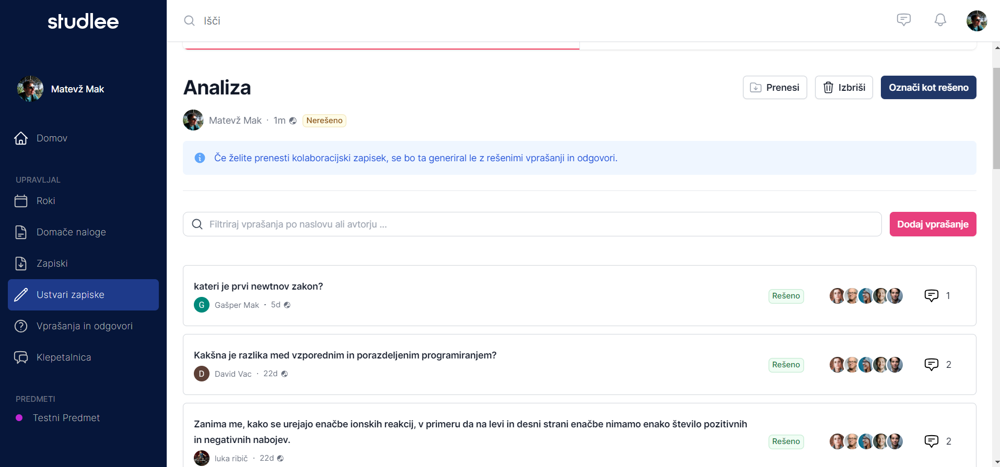 studlee
Išči
Matevž Mak
Domov
UPRAVLJAL
Roki
Domače naloge
Zapiski
Ustvari zapiske
Vprašanja in odgovori
Klepetalnica
PREDMETI
Testni Predmet
Analiza
Prenesi
Izbriši
Označi kot rešeno
Matevž Mak · 1m
Nerešeno
Če želite prenesti kolaboracijski zapisek, se bo ta generiral le z rešenimi vprašanji in odgovori.
Filtriraj vprašanja po naslovu ali avtorju ...
Dodaj vprašanje
kateri je prvi newtnov zakon?
G Gašper Mak · 5d
Rešeno
1
Kakšna je razlika med vzporednim in porazdeljenim programiranjem?
D David Vac · 22d
Rešeno
2
Zanima me, kako se urejajo enačbe ionskih reakcij, v primeru da na levi in desni strani enačbe nimamo enako število pozitivnih
in negativnih nabojev.
luka ribič · 22d
Rešeno
2